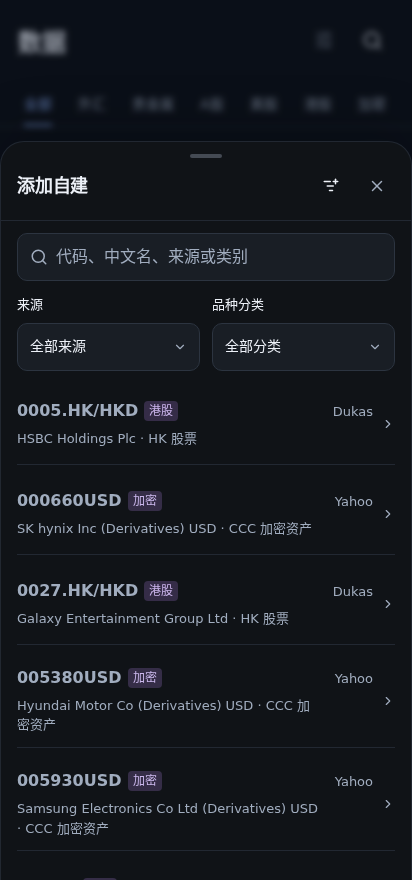 数据
添加自建
代码、中文名、来源或类别
来源
品种分类
全部来源
全部分类
0005.HK/HKD 港股 Dukas
HSBC Holdings Plc · HK 股票
000660USD 加密 Yahoo
SK hynix Inc (Derivatives) USD · CCC 加密资产
0027.HK/HKD 港股 Dukas
Galaxy Entertainment Group Ltd · HK 股票
005380USD 加密 Yahoo
Hyundai Motor Co (Derivatives) USD · CCC 加
密资产
005930USD 加密 Yahoo
Samsung Electronics Co Ltd (Derivatives) USD
· CCC 加密资产